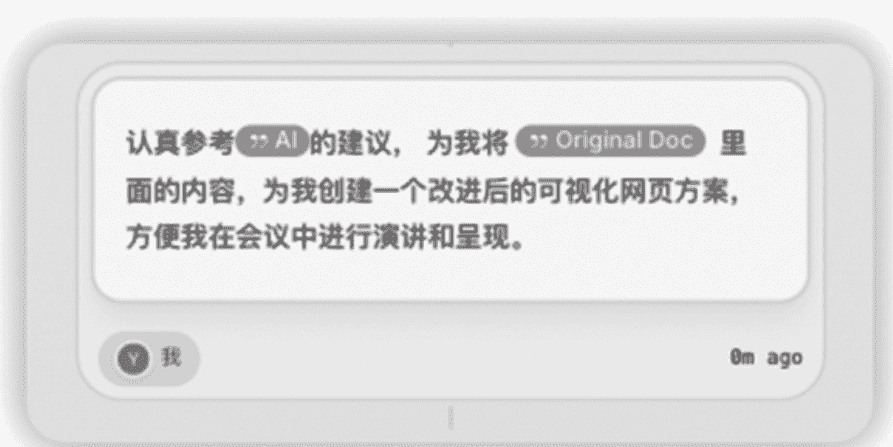 认真参考 ❠❠ AI 的建议， 为我将 ❠❠ Original Doc 里
面的内容，为我创建一个改进后的可视化网页方案，
方便我在会议中进行演讲和呈现。
Y 我
0m ago